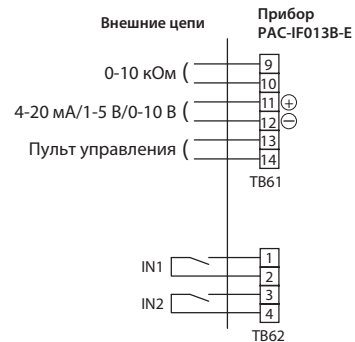 Внешние цепи
Прибор
PAC-IF013B-E
0-10 кОм (
9
10
4-20 мА/1-5 В/0-10 В (
11 +
12 −
Пульт управления (
13
14
TB61
IN1
1
2
IN2
3
4
TB62